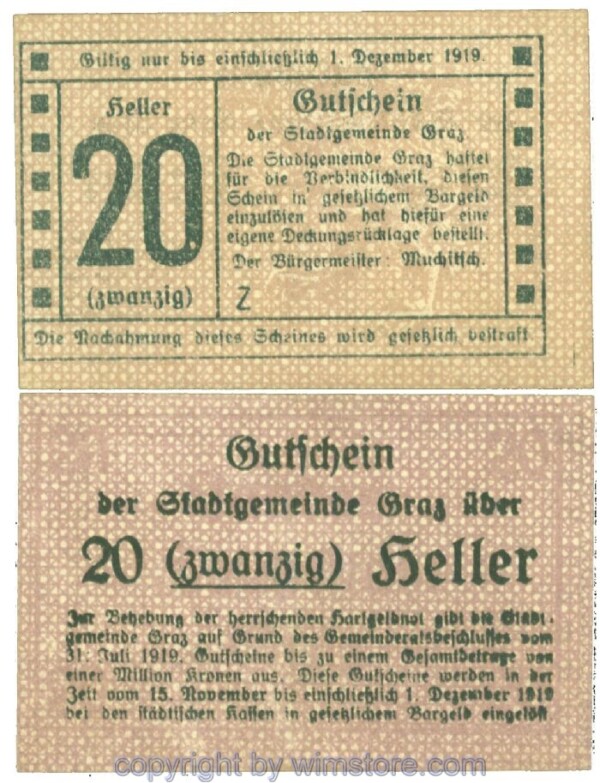 Giltig nur bis einschließlich 1. Dezember 1919.
Heller
20
(zwanzig)
Gutschein
der Stadtgemeinde Graz
Die Stadtgemeinde Graz haftet
für die Verbindlichkeit, diesen
Schein in gesetzlichem Bargeld
einzulösen und hat hiefür eine
eigene Deckungsrücklage bestellt.
Der Bürgermeister: Muchitsch.
Z
Die Nachahmung dieses Scheines wird gesetzlich bestraft
Gutschein
der Stadtgemeinde Graz über
20 (zwanzig) Heller
Zur Behebung der herrschenden Hartgeldnot gibt die Stadt-
gemeinde Graz auf Grund des Gemeinderatsbeschlusses vom
31. Juli 1919. Gutscheine bis zu einem Gesamtbetrage von
einer Million Kronen aus. Diese Gutscheine werden in der
Zeit vom 15. November bis einschließlich 1. Dezember 1919
bei den städtischen Kassen in gesetzlichem Bargeld eingelöst
copyright by wimstore.com